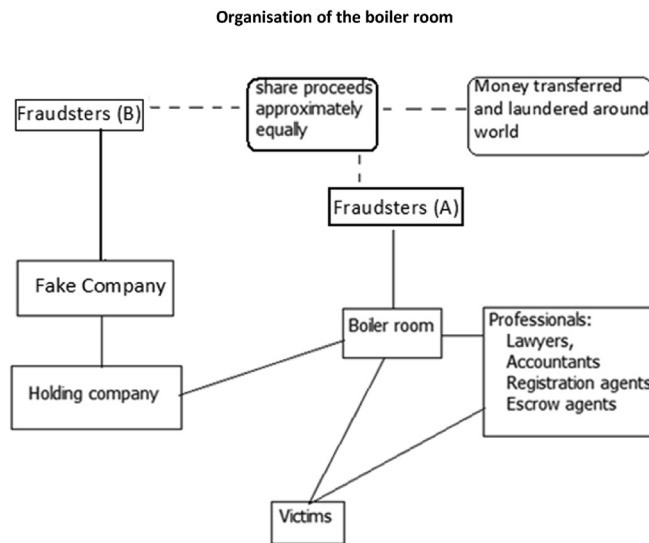 Organisation of the boiler room
Fraudsters (B)
share proceeds
approximately
equally
Money transferred
and laundered around
world
Fraudsters (A)
Fake Company
Boiler room
Professionals:
Lawyers,
Accountants
Registration agents
Escrow agents
Holding company
Victims